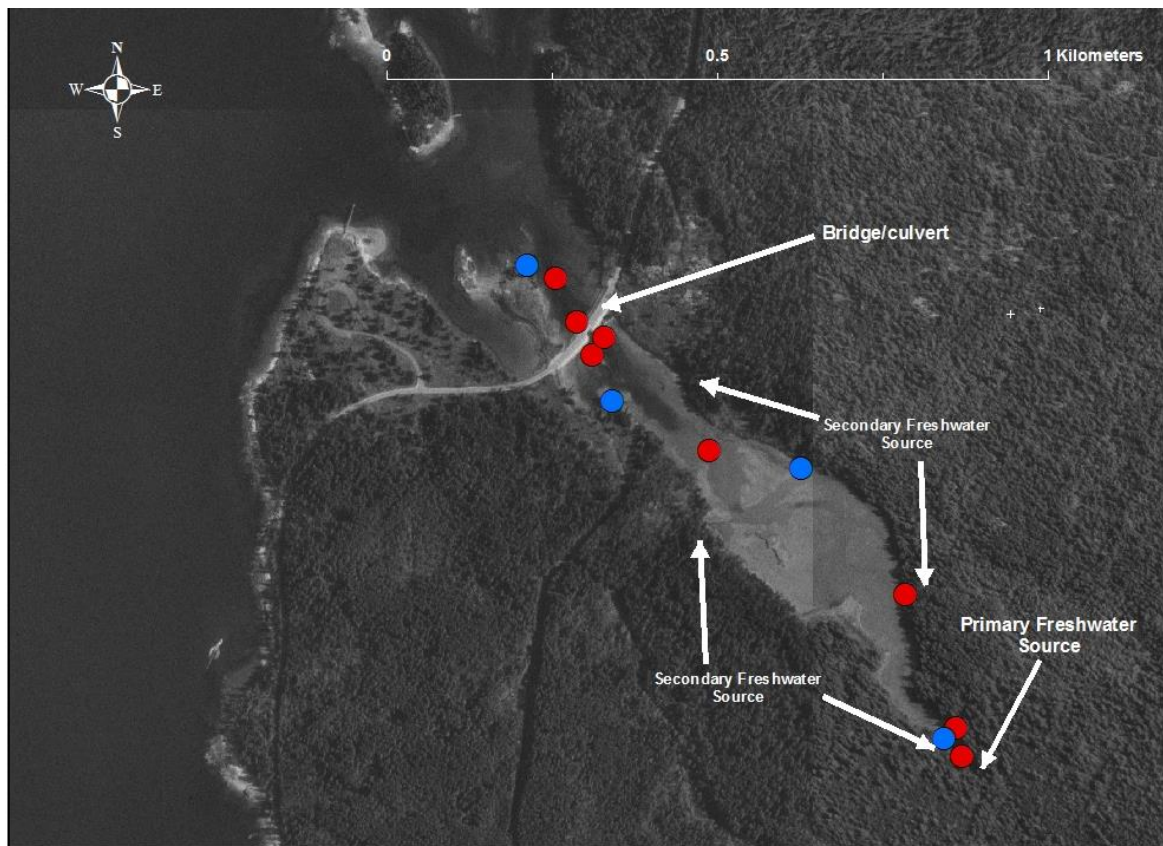 N
0
0.5
1 Kilometers
W
E
S
Bridge/culvert
Secondary Freshwater
Source
Primary Freshwater
Source
Secondary Freshwater
Source